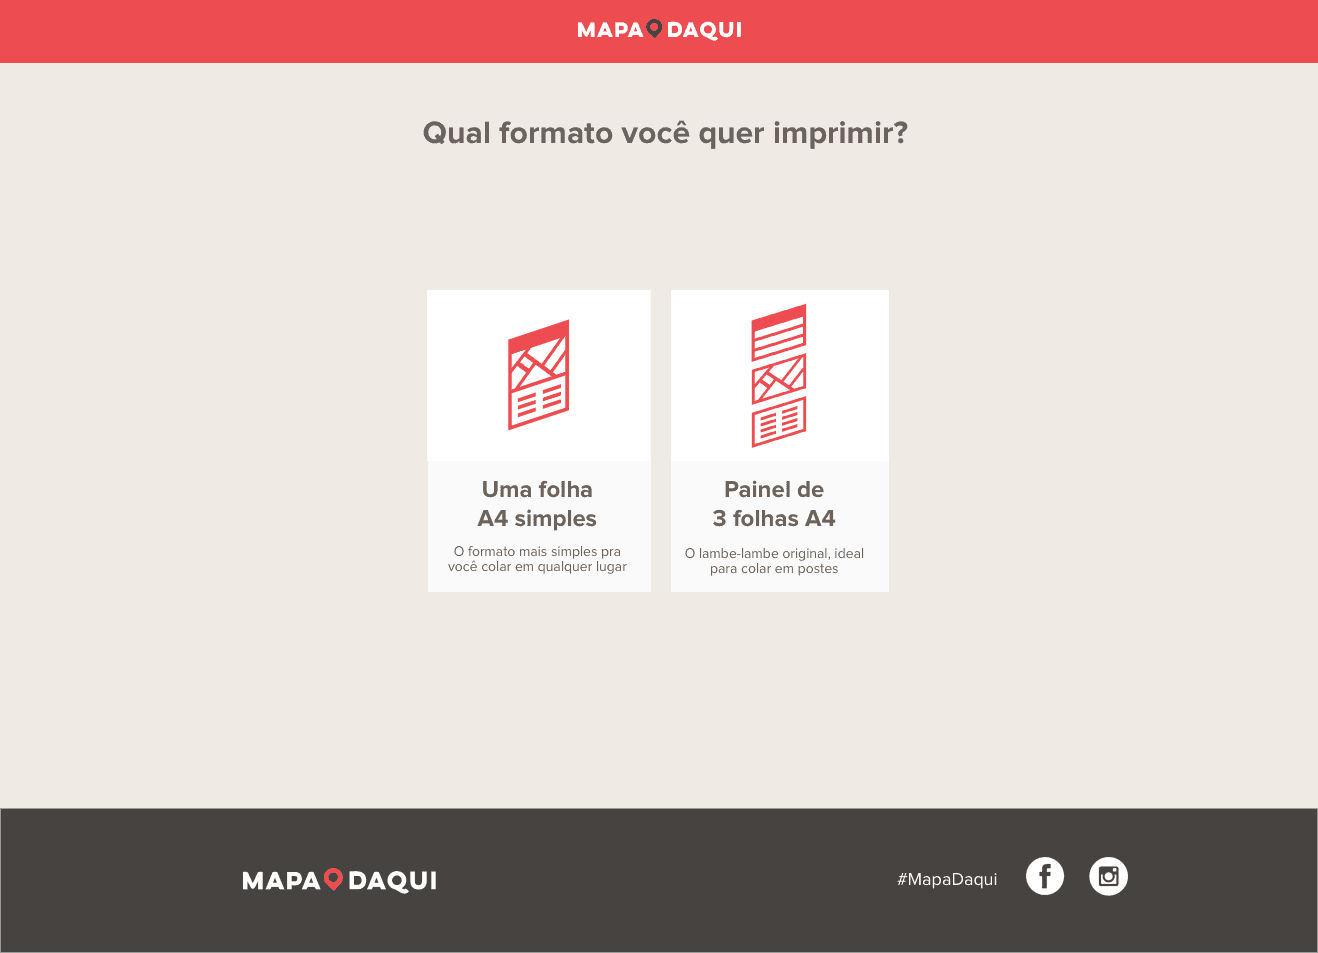 MAPA DAQUI
Qual formato você quer imprimir?
Uma folha
A4 simples
O formato mais simples pra
você colar em qualquer lugar
Painel de
3 folhas A4
O lambe-lambe original, ideal
para colar em postes
MAPA DAQUI
#MapaDaqui